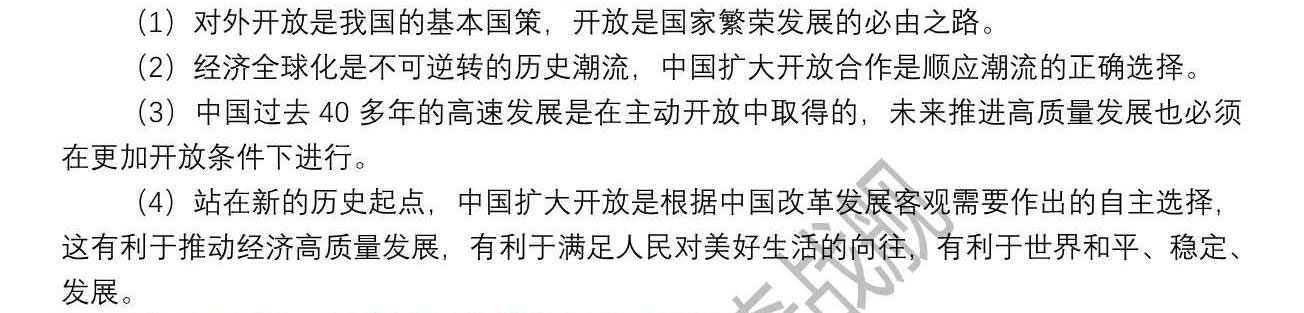 （1）对外开放是我国的基本国策，开放是国家繁荣发展的必由之路。
（2）经济全球化是不可逆转的历史潮流，中国扩大开放合作是顺应潮流的正确选择。
（3）中国过去 40 多年的高速发展是在主动开放中取得的，未来推进高质量发展也必须
在更加开放条件下进行。
（4）站在新的历史起点，中国扩大开放是根据中国改革发展客观需要作出的自主选择，
这有利于推动经济高质量发展，有利于满足人民对美好生活的向往，有利于世界和平、稳定、
发展。